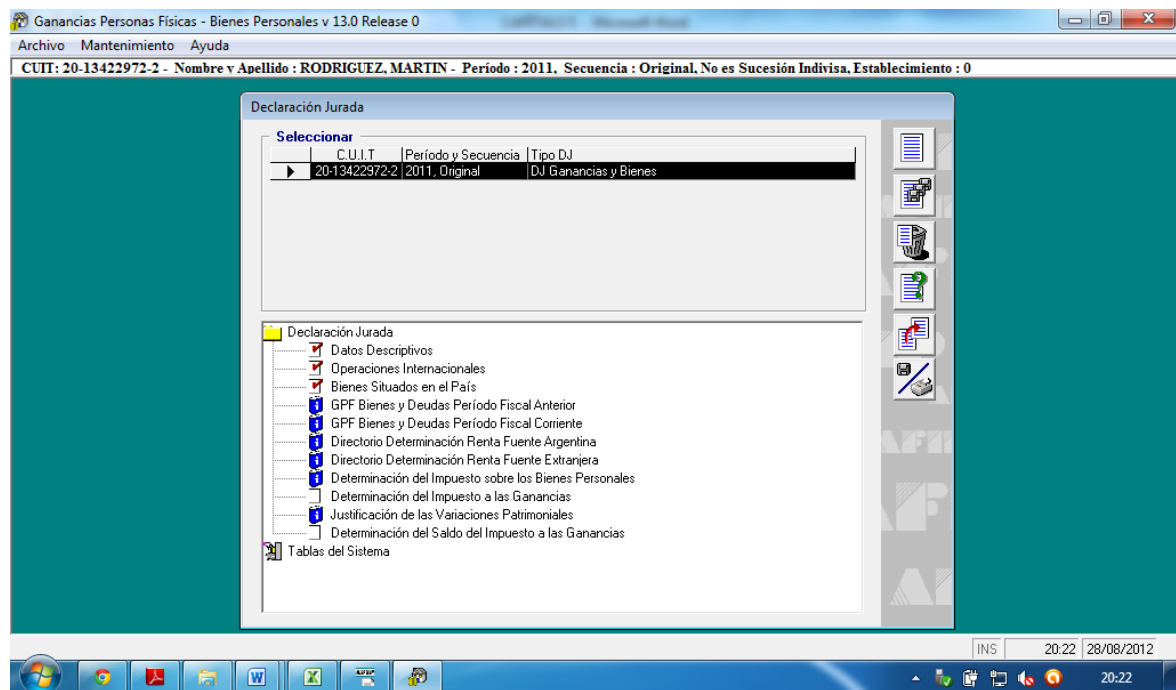 Ganancias Personas Físicas - Bienes Personales v 13.0 Release 0
Archivo Mantenimiento Ayuda
CUIT: 20-13422972-2 - Nombre y Apellido : RODRIGUEZ, MARTIN - Período : 2011, Secuencia : Original, No es Sucesión Indivisa, Establecimiento : 0
Declaración Jurada
Seleccionar
C.U.I.T Período y Secuencia Tipo DJ
20-13422972-2 2011, Original DJ Ganancias y Bienes
Declaración Jurada
Datos Descriptivos
Operaciones Internacionales
Bienes Situados en el País
GPF Bienes y Deudas Período Fiscal Anterior
GPF Bienes y Deudas Período Fiscal Corriente
Directorio Determinación Renta Fuente Argentina
Directorio Determinación Renta Fuente Extranjera
Determinación del Impuesto sobre los Bienes Personales
Determinación del Impuesto a las Ganancias
Justificación de las Variaciones Patrimoniales
Determinación del Saldo del Impuesto a las Ganancias
Tablas del Sistema
AFIP
INS 20:22 28/08/2012
20:22